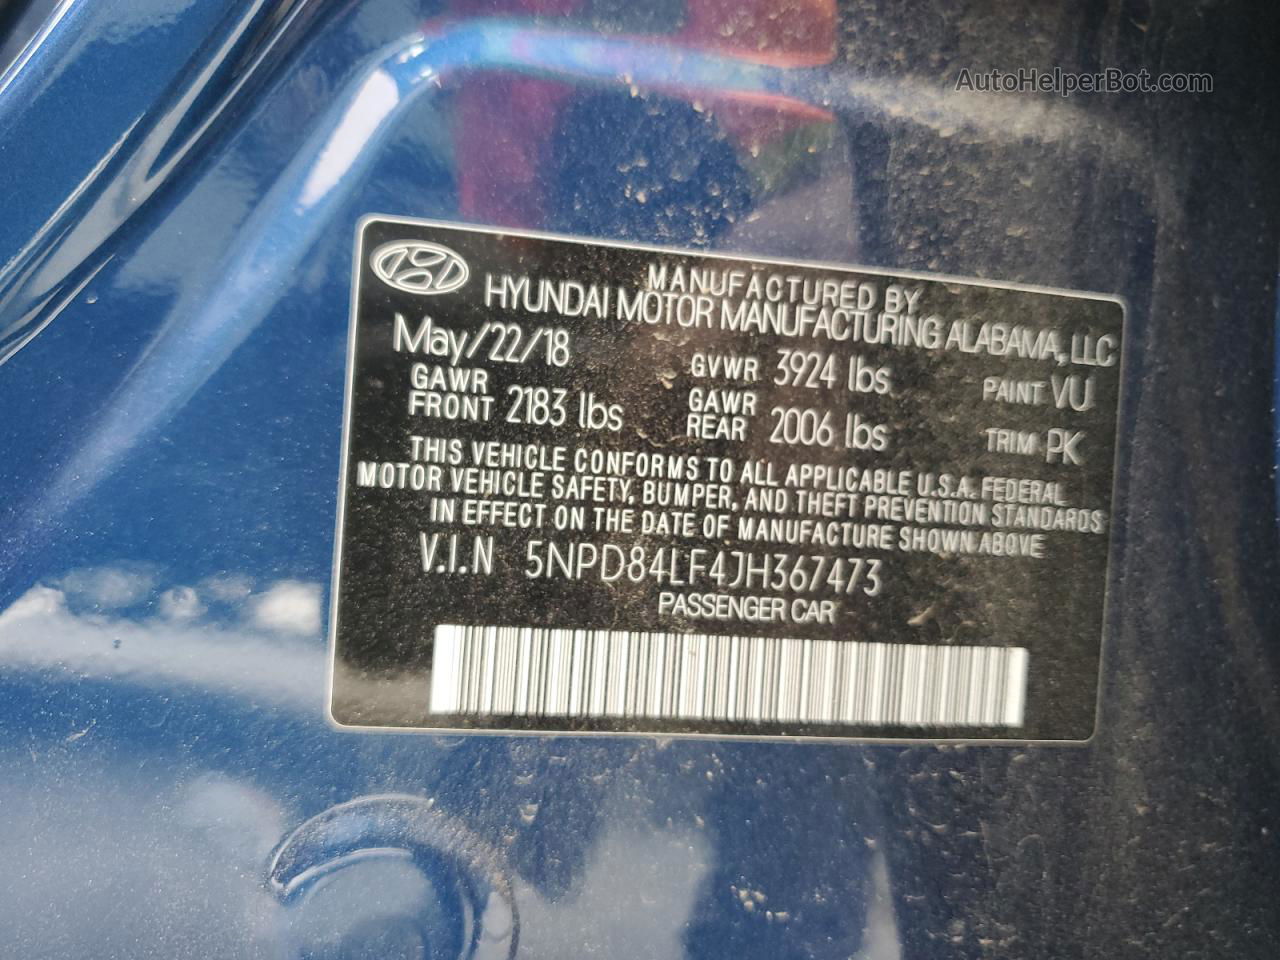 AutoHelperBot.com
MANUFACTURED BY
HYUNDAI MOTOR MANUFACTURING ALABAMA, LLC
May/22/18 GVWR 3924 lbs PAINT VU
GAWR FRONT 2183 lbs GAWR REAR 2006 lbs TRIM PK
THIS VEHICLE CONFORMS TO ALL APPLICABLE U.S.A. FEDERAL
MOTOR VEHICLE SAFETY, BUMPER, AND THEFT PREVENTION STANDARDS
IN EFFECT ON THE DATE OF MANUFACTURE SHOWN ABOVE
V.I.N 5NPD84LF4JH367473
PASSENGER CAR